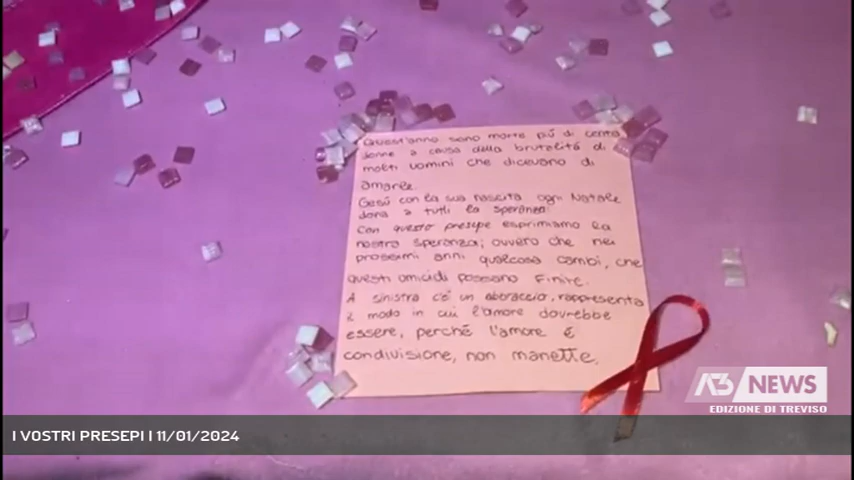 Quest'anno sono morte più di cento
donne a causa della brutalità di
molti uomini che dicevano di
amarle.
Gesù con la sua nascita ogni Natale
dona a tutti la speranza.
Con questo presepe esprimiamo la
nostra speranza; ovvero che nei
prossimi anni qualcosa cambi, che
questi omicidi possano finire.
A sinistra c'è un abbraccio, rappresenta
il modo in cui l'amore dovrebbe
essere, perché l'amore è
condivisione, non manette.
A3 NEWS
EDIZIONE DI TREVISO
I VOSTRI PRESEPI | 11/01/2024